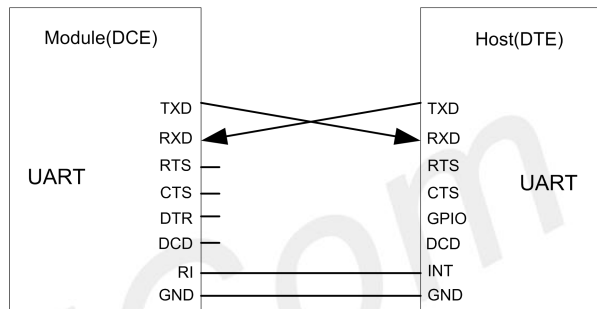 Module(DCE)
Host(DTE)
TXD
TXD
RXD
RXD
RTS
RTS
UART
UART
CTS
CTS
DTR
GPIO
DCD
DCD
RI
INT
GND
GND
Com